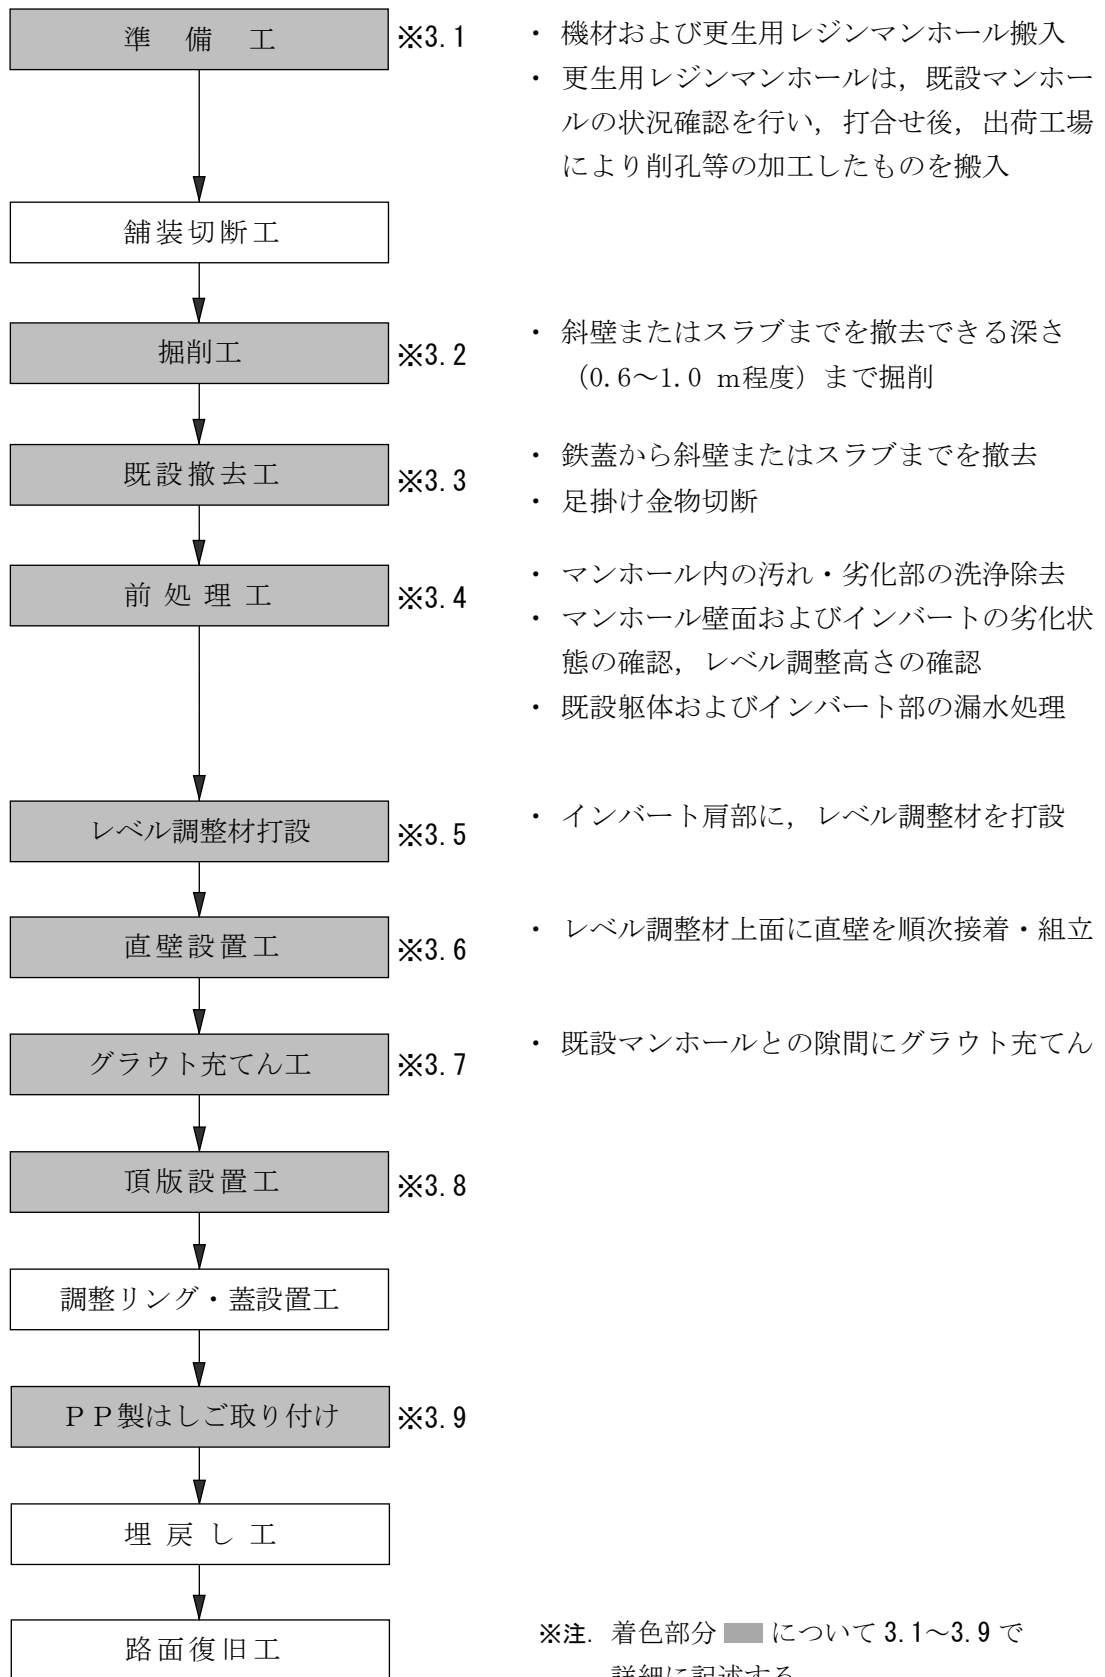 準　備　工 ※3.1
・ 機材および更生用レジンマンホール搬入
・ 更生用レジンマンホールは，既設マンホー
ルの状況確認を行い，打合せ後，出荷工場
により削孔等の加工したものを搬入
舗装切断工
掘削工 ※3.2
・ 斜壁またはスラブまでを撤去できる深さ
（0.6～1.0 m程度）まで掘削
既設撤去工 ※3.3
・ 鉄蓋から斜壁またはスラブまでを撤去
・ 足掛け金物切断
前 処 理 工 ※3.4
・ マンホール内の汚れ・劣化部の洗浄除去
・ マンホール壁面およびインバートの劣化状
態の確認，レベル調整高さの確認
・ 既設躯体およびインバート部の漏水処理
レベル調整材打設 ※3.5
・ インバート肩部に，レベル調整材を打設
直壁設置工 ※3.6
・ レベル調整材上面に直壁を順次接着・組立
グラウト充てん工 ※3.7
・ 既設マンホールとの隙間にグラウト充てん
頂版設置工 ※3.8
調整リング・蓋設置工
ＰＰ製はしご取り付け ※3.9
埋 戻 し 工
路面復旧工
※注. 着色部分 について 3.1～3.9 で
詳細に記述する